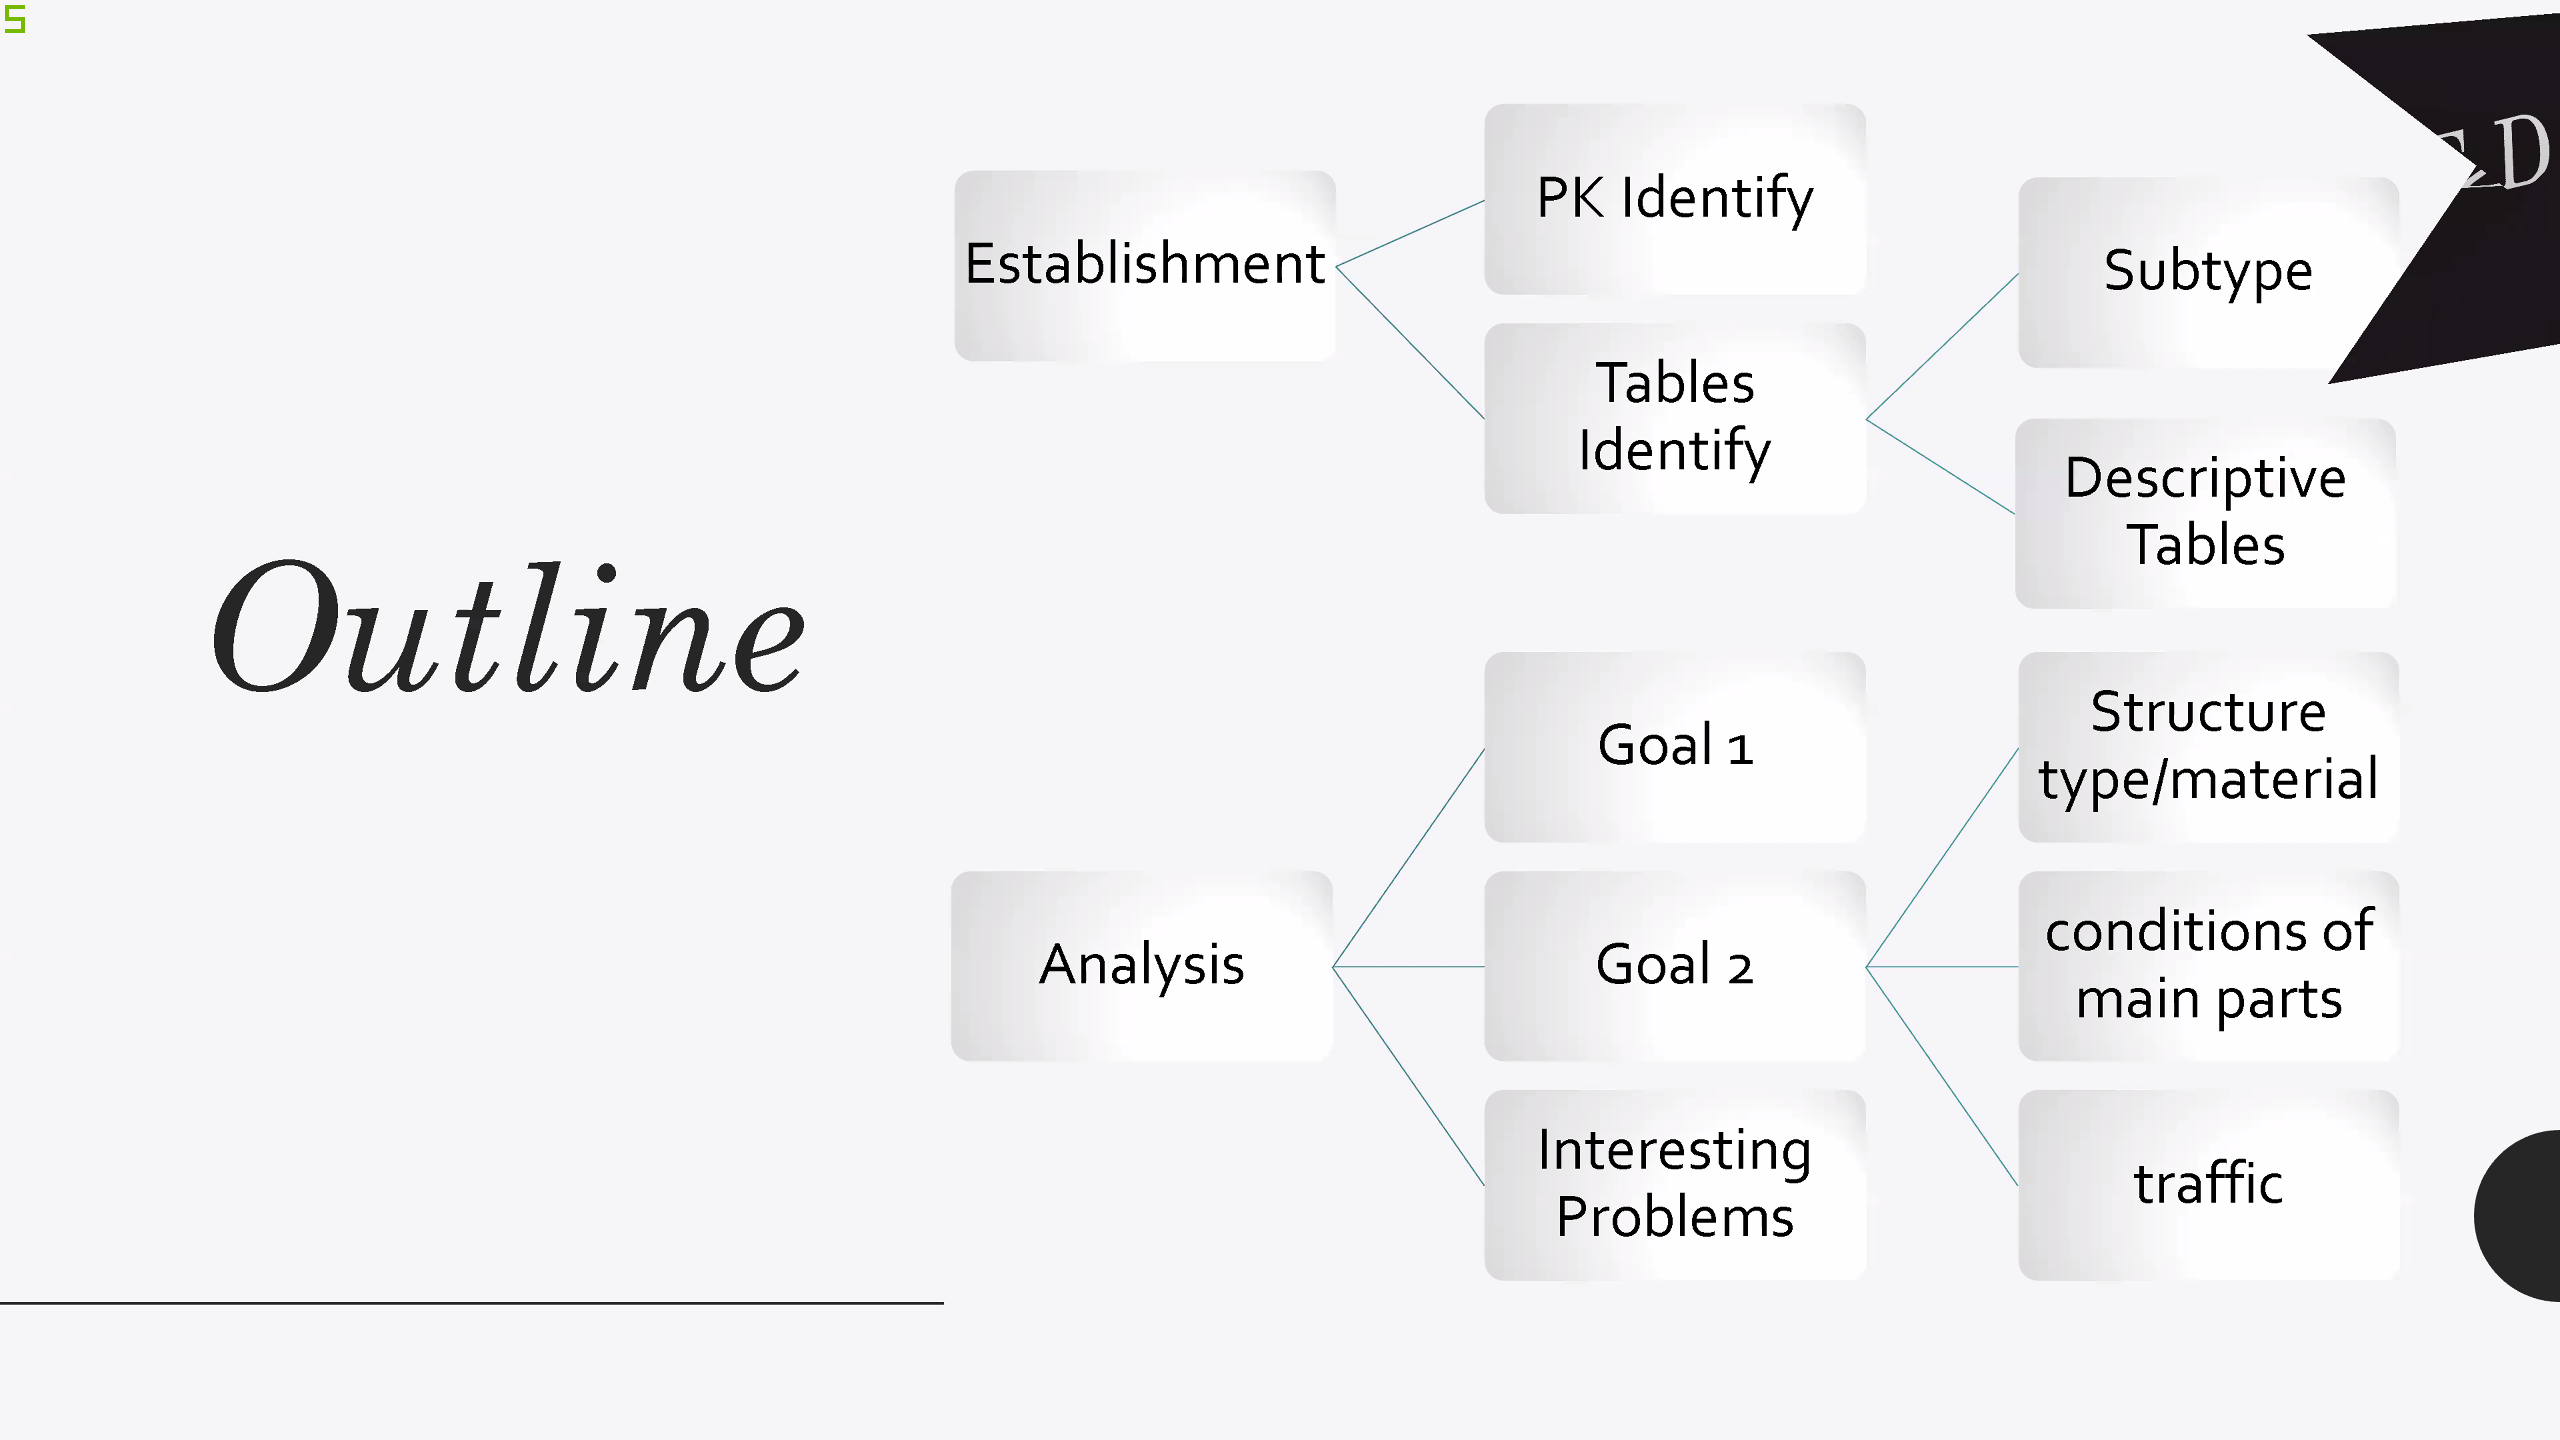 5
Outline
Establishment
PK Identify
Tables
Identify
Subtype
Descriptive
Tables
Analysis
Goal 1
Goal 2
Interesting
Problems
Structure
type/material
conditions of
main parts
traffic